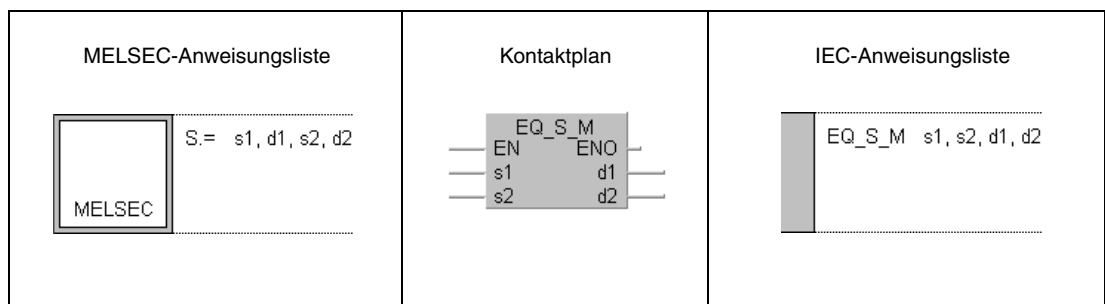 MELSEC-Anweisungsliste
Kontaktplan
IEC-Anweisungsliste
S.= s1, d1, s2, d2
MELSEC
EQ_S_M
EN ENO
s1 d1
s2 d2
EQ_S_M s1, s2, d1, d2